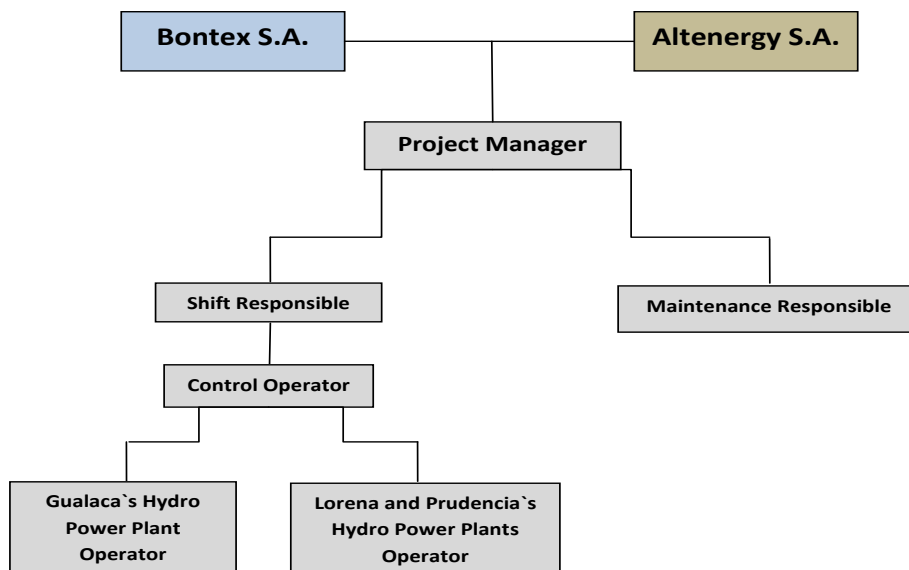 Bontex S.A.
Altenergy S.A.
Project Manager
Shift Responsible
Maintenance Responsible
Control Operator
Gualaca`s Hydro
Power Plant
Operator
Lorena and Prudencia`s
Hydro Power Plants
Operator